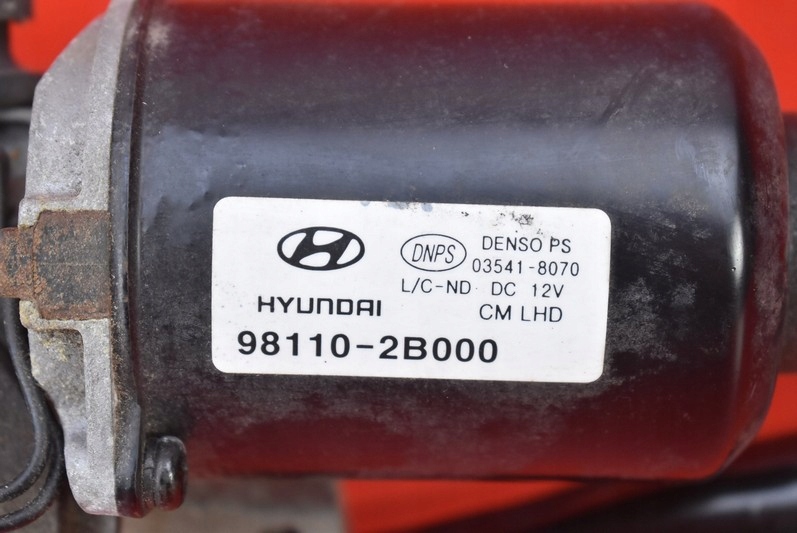 DNPS DENSO PS
03541-8070
L/C-ND DC 12V
HYUNDAI CM LHD
98110-2B000